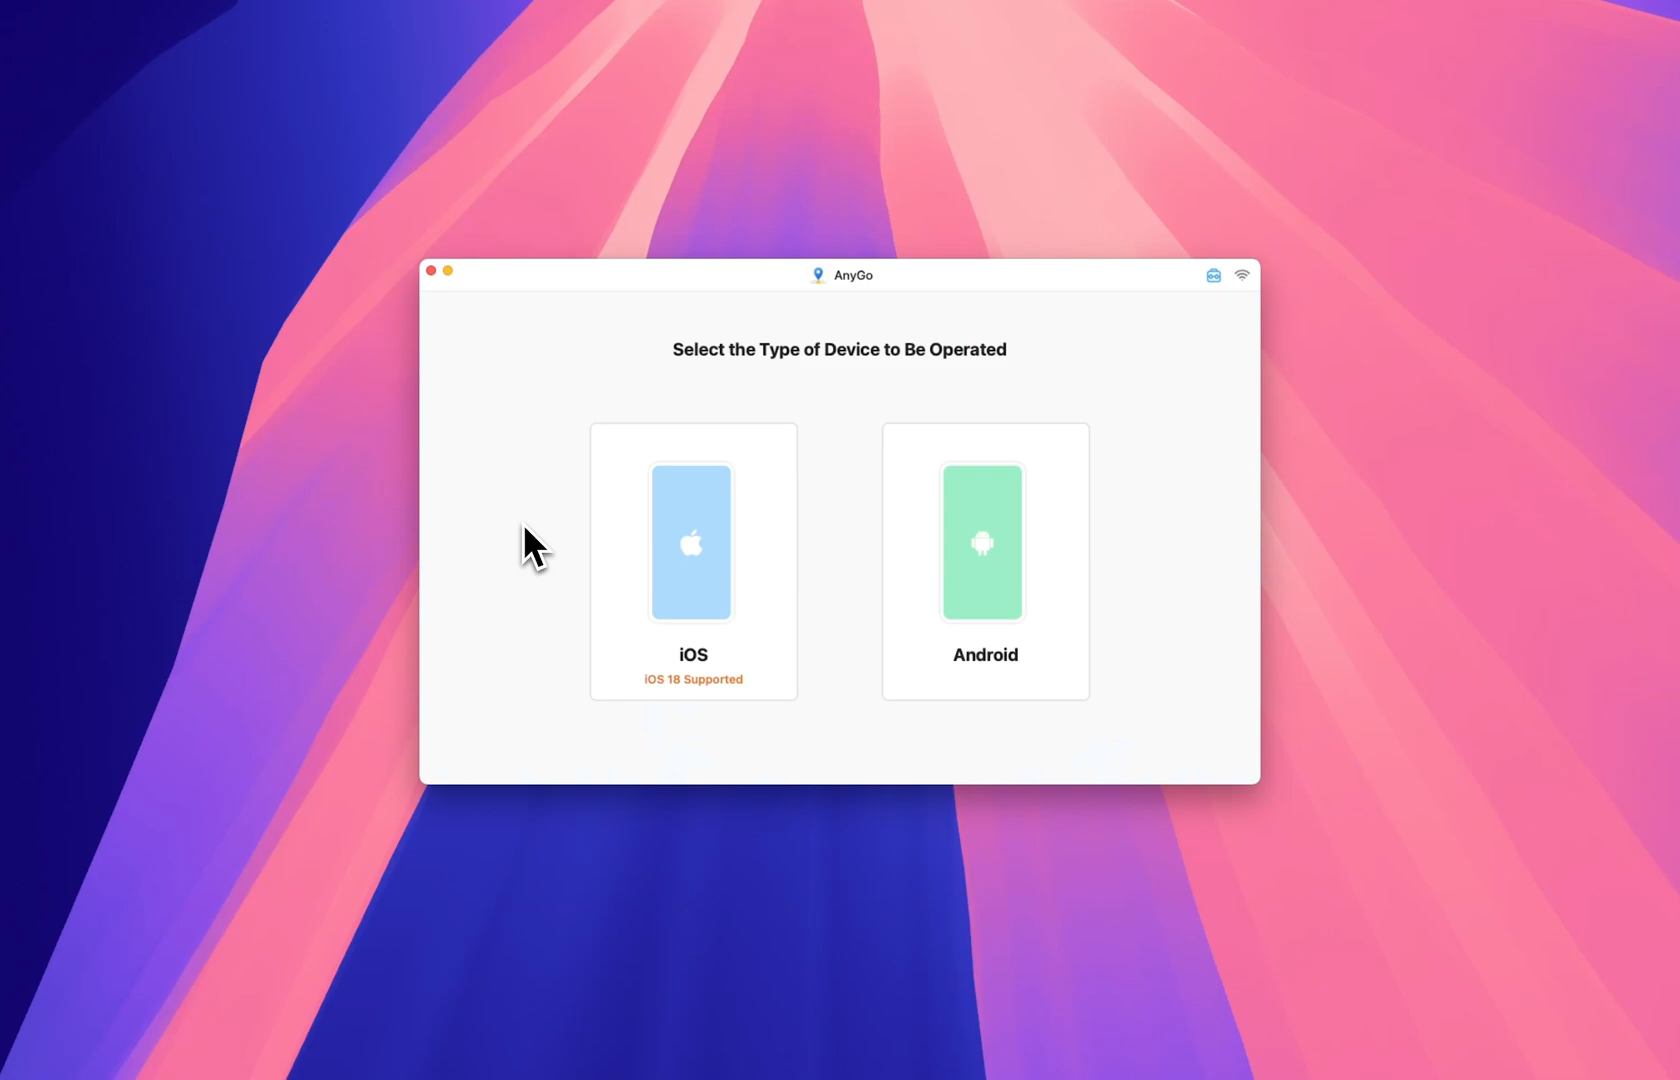 AnyGo
Select the Type of Device to Be Operated
iOS
iOS 18 Supported
Android